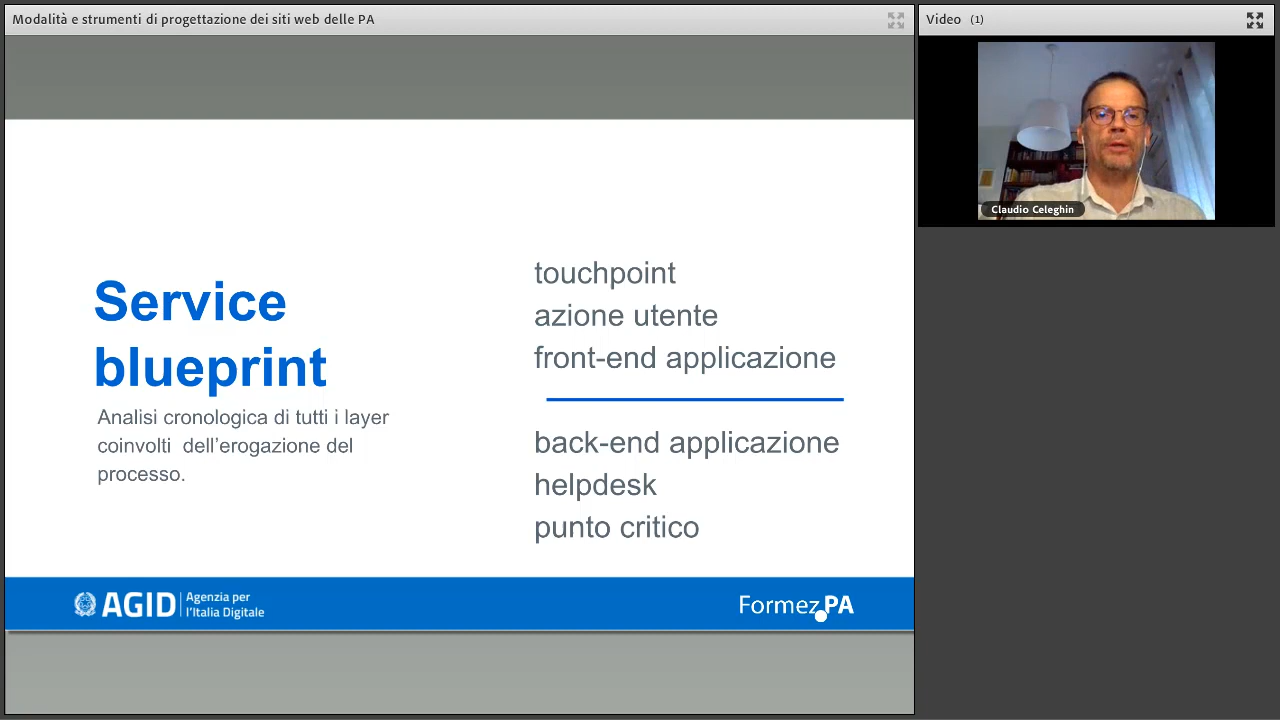 Modalità e strumenti di progettazione dei siti web delle PA
Video (1)
Claudio Celeghin
Service
blueprint
Analisi cronologica di tutti i layer
coinvolti dell'erogazione del
processo.
touchpoint
azione utente
front-end applicazione
back-end applicazione
helpdesk
punto critico
AGID
Agenzia per
l'Italia Digitale
Formez PA